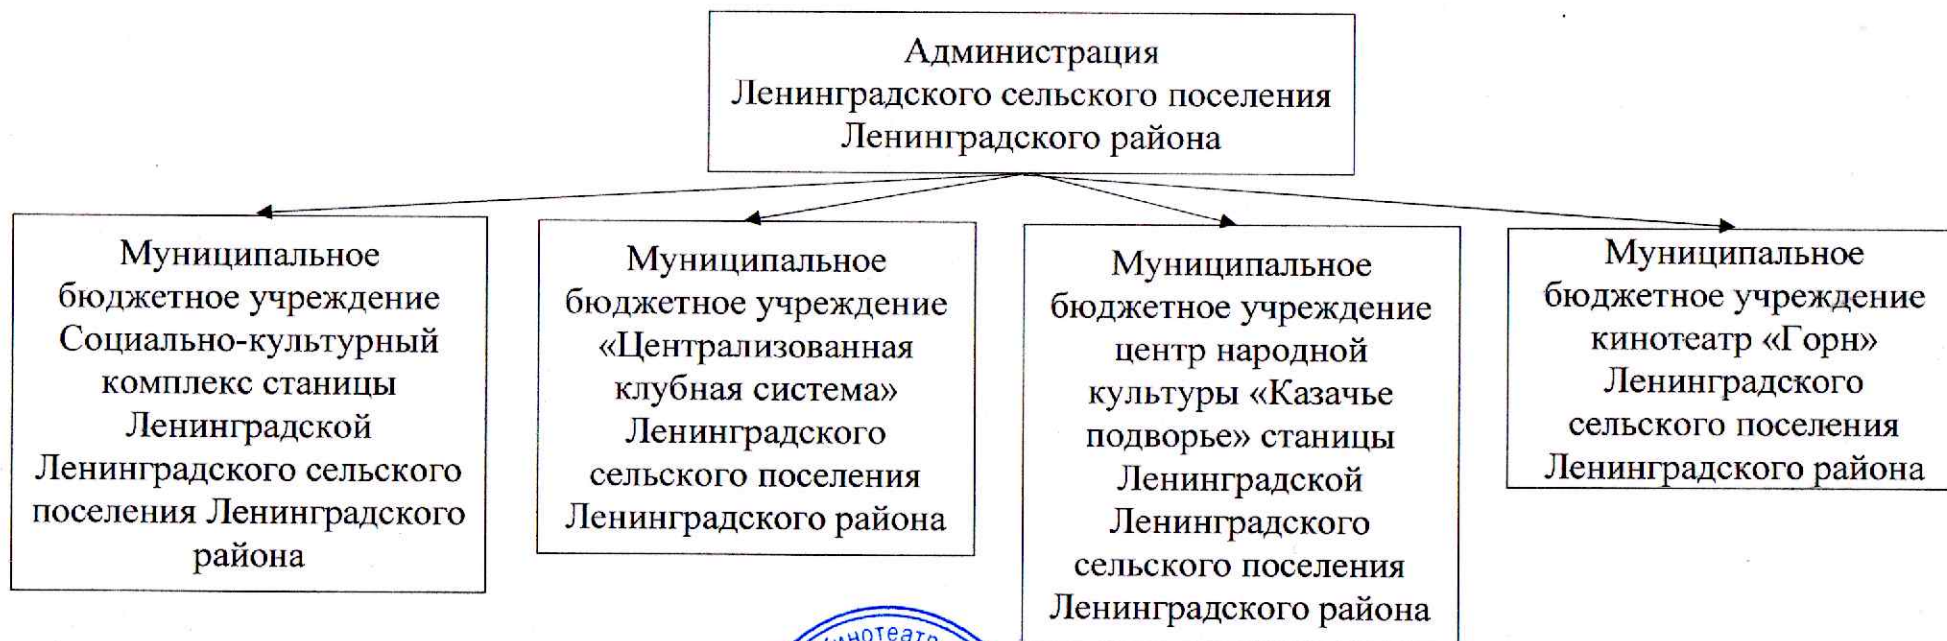 Администрация
Ленинградского сельского поселения
Ленинградского района
Муниципальное
бюджетное учреждение
Социально-культурный
комплекс станицы
Ленинградской
Ленинградского сельского
поселения Ленинградского
района
Муниципальное
бюджетное учреждение
«Централизованная
клубная система»
Ленинградского
сельского поселения
Ленинградского района
Муниципальное
бюджетное учреждение
центр народной
культуры «Казачье
подворье» станицы
Ленинградской
Ленинградского
сельского поселения
Ленинградского района
Муниципальное
бюджетное учреждение
кинотеатр «Горн»
Ленинградского
сельского поселения
Ленинградского района